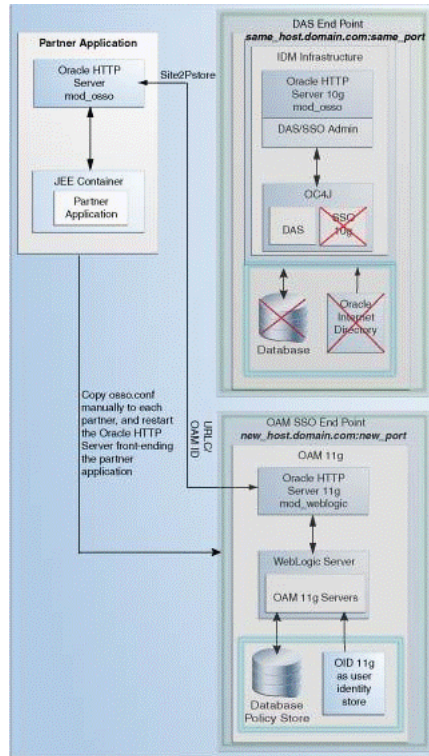 Partner Application
Oracle HTTP
Server
mod_osso
JEE Container
Partner
Application
Site2Pstore
DAS End Point
same_host.domain.com:same_port
IDM Infrastructure
Oracle HTTP
Server 10g
mod_osso
DAS/SSO Admin
OC4J
DAS
SSO
10g
Database
Oracle
Internet
Directory
Copy osso.conf
manually to each
partner, and restart
the Oracle HTTP
Server front-ending
the partner
application
URLC/
OAM ID
OAM SSO End Point
new_host.domain.com:new_port
OAM 11g
Oracle HTTP
Server 11g
mod_weblogic
WebLogic Server
OAM 11g Servers
Database
Policy Store
OID 11g
as user
identity
store